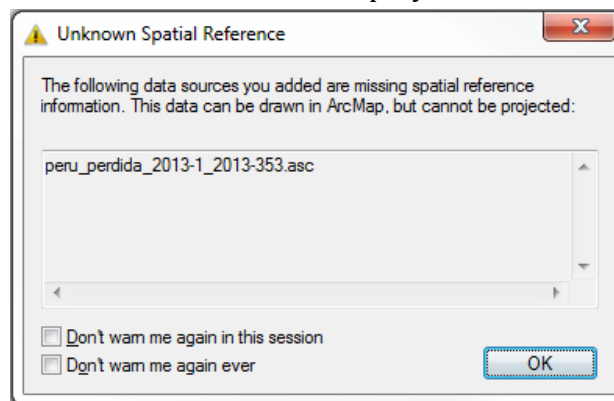 Unknown Spatial Reference
The following data sources you added are missing spatial reference
information. This data can be drawn in ArcMap, but cannot be projected:
peru_perdida_2013-1_2013-353.asc
Don't warn me again in this session
Don't warn me again ever
OK